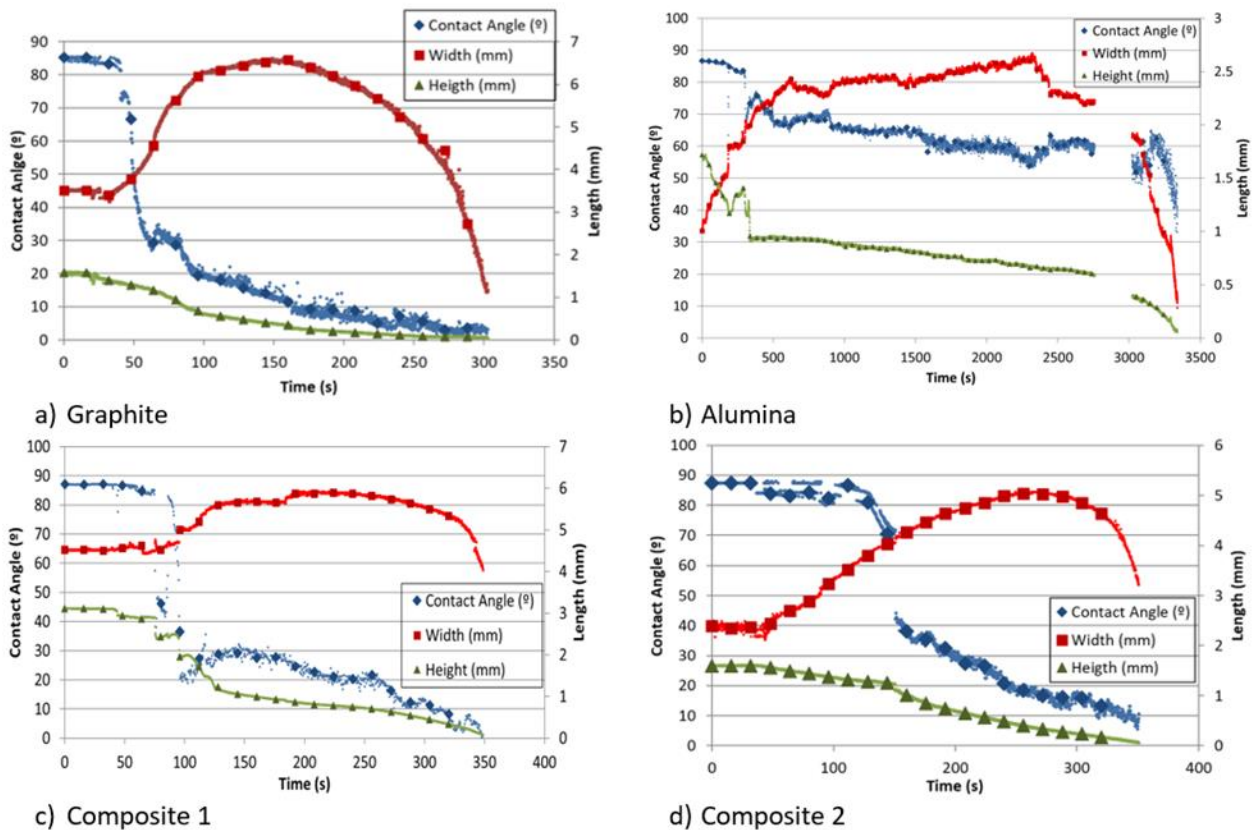 Contact Angle (º)
Width (mm)
Heigth (mm)
90
80
70
60
50
40
30
20
10
0
Contact Anlge (º)
7
6
5
4
3
2
1
0
Length (mm)
0 50 100 150 200 250 300 350
Time (s)
a) Graphite
Contact Angle (º)
Width (mm)
Height (mm)
100
90
80
70
60
50
40
30
20
10
0
Contact Angle (º)
3
2.5
2
1.5
1
0.5
0
Length (mm)
0 500 1000 1500 2000 2500 3000 3500
Time (s)
b) Alumina
100
90
80
70
60
50
40
30
20
10
0
Contact Angle (º)
Contact Angle (º)
Width (mm)
Height (mm)
7
6
5
4
3
2
1
0
Length (mm)
0 50 100 150 200 250 300 350 400
Time (s)
c) Composite 1
100
90
80
70
60
50
40
30
20
10
0
Contact Angle (º)
Contact Angle (º)
Width (mm)
Heigth (mm)
6
5
4
3
2
1
0
Length (mm)
0 100 200 300 400
Time (s)
d) Composite 2